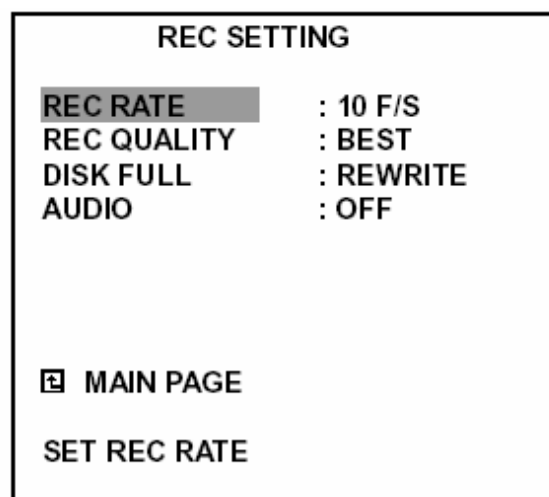 REC SETTING
REC RATE : 10 F/S
REC QUALITY : BEST
DISK FULL : REWRITE
AUDIO : OFF
MAIN PAGE
SET REC RATE